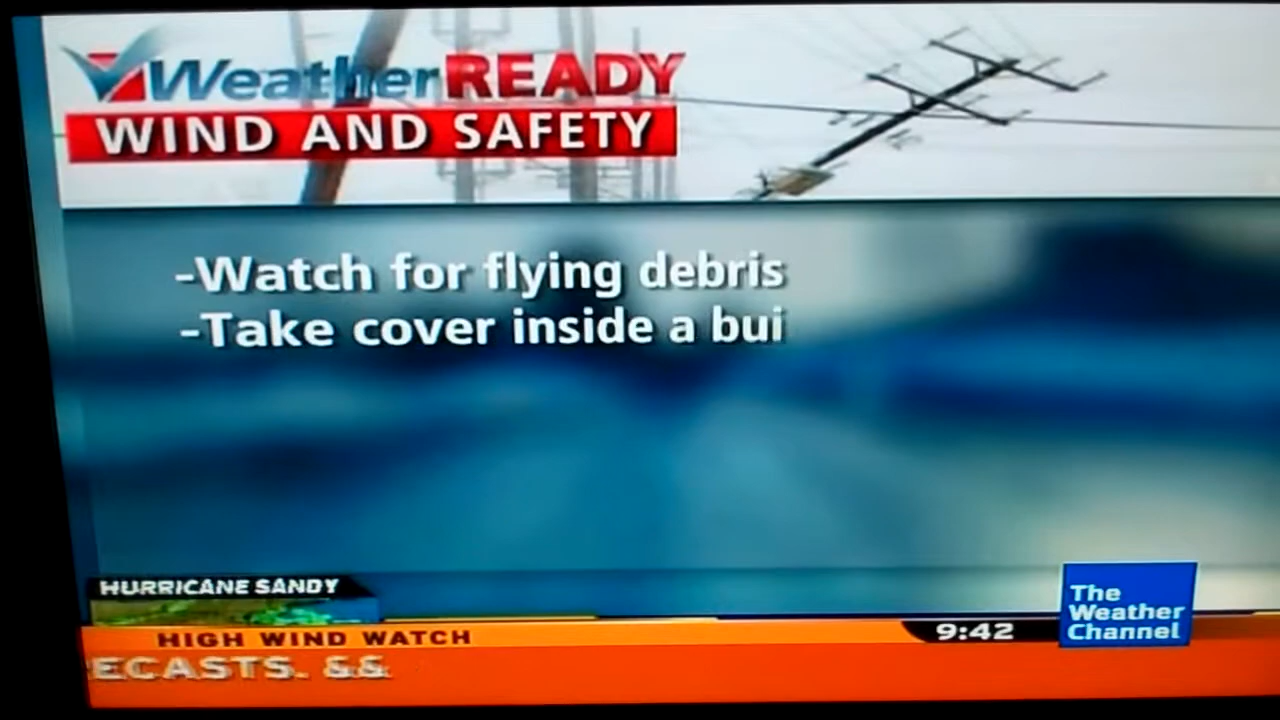 WeatherREADY
WIND AND SAFETY
-Watch for flying debris
-Take cover inside a bui
HURRICANE SANDY
HIGH WIND WATCH
9:42
The
Weather
Channel
ECASTS. &&